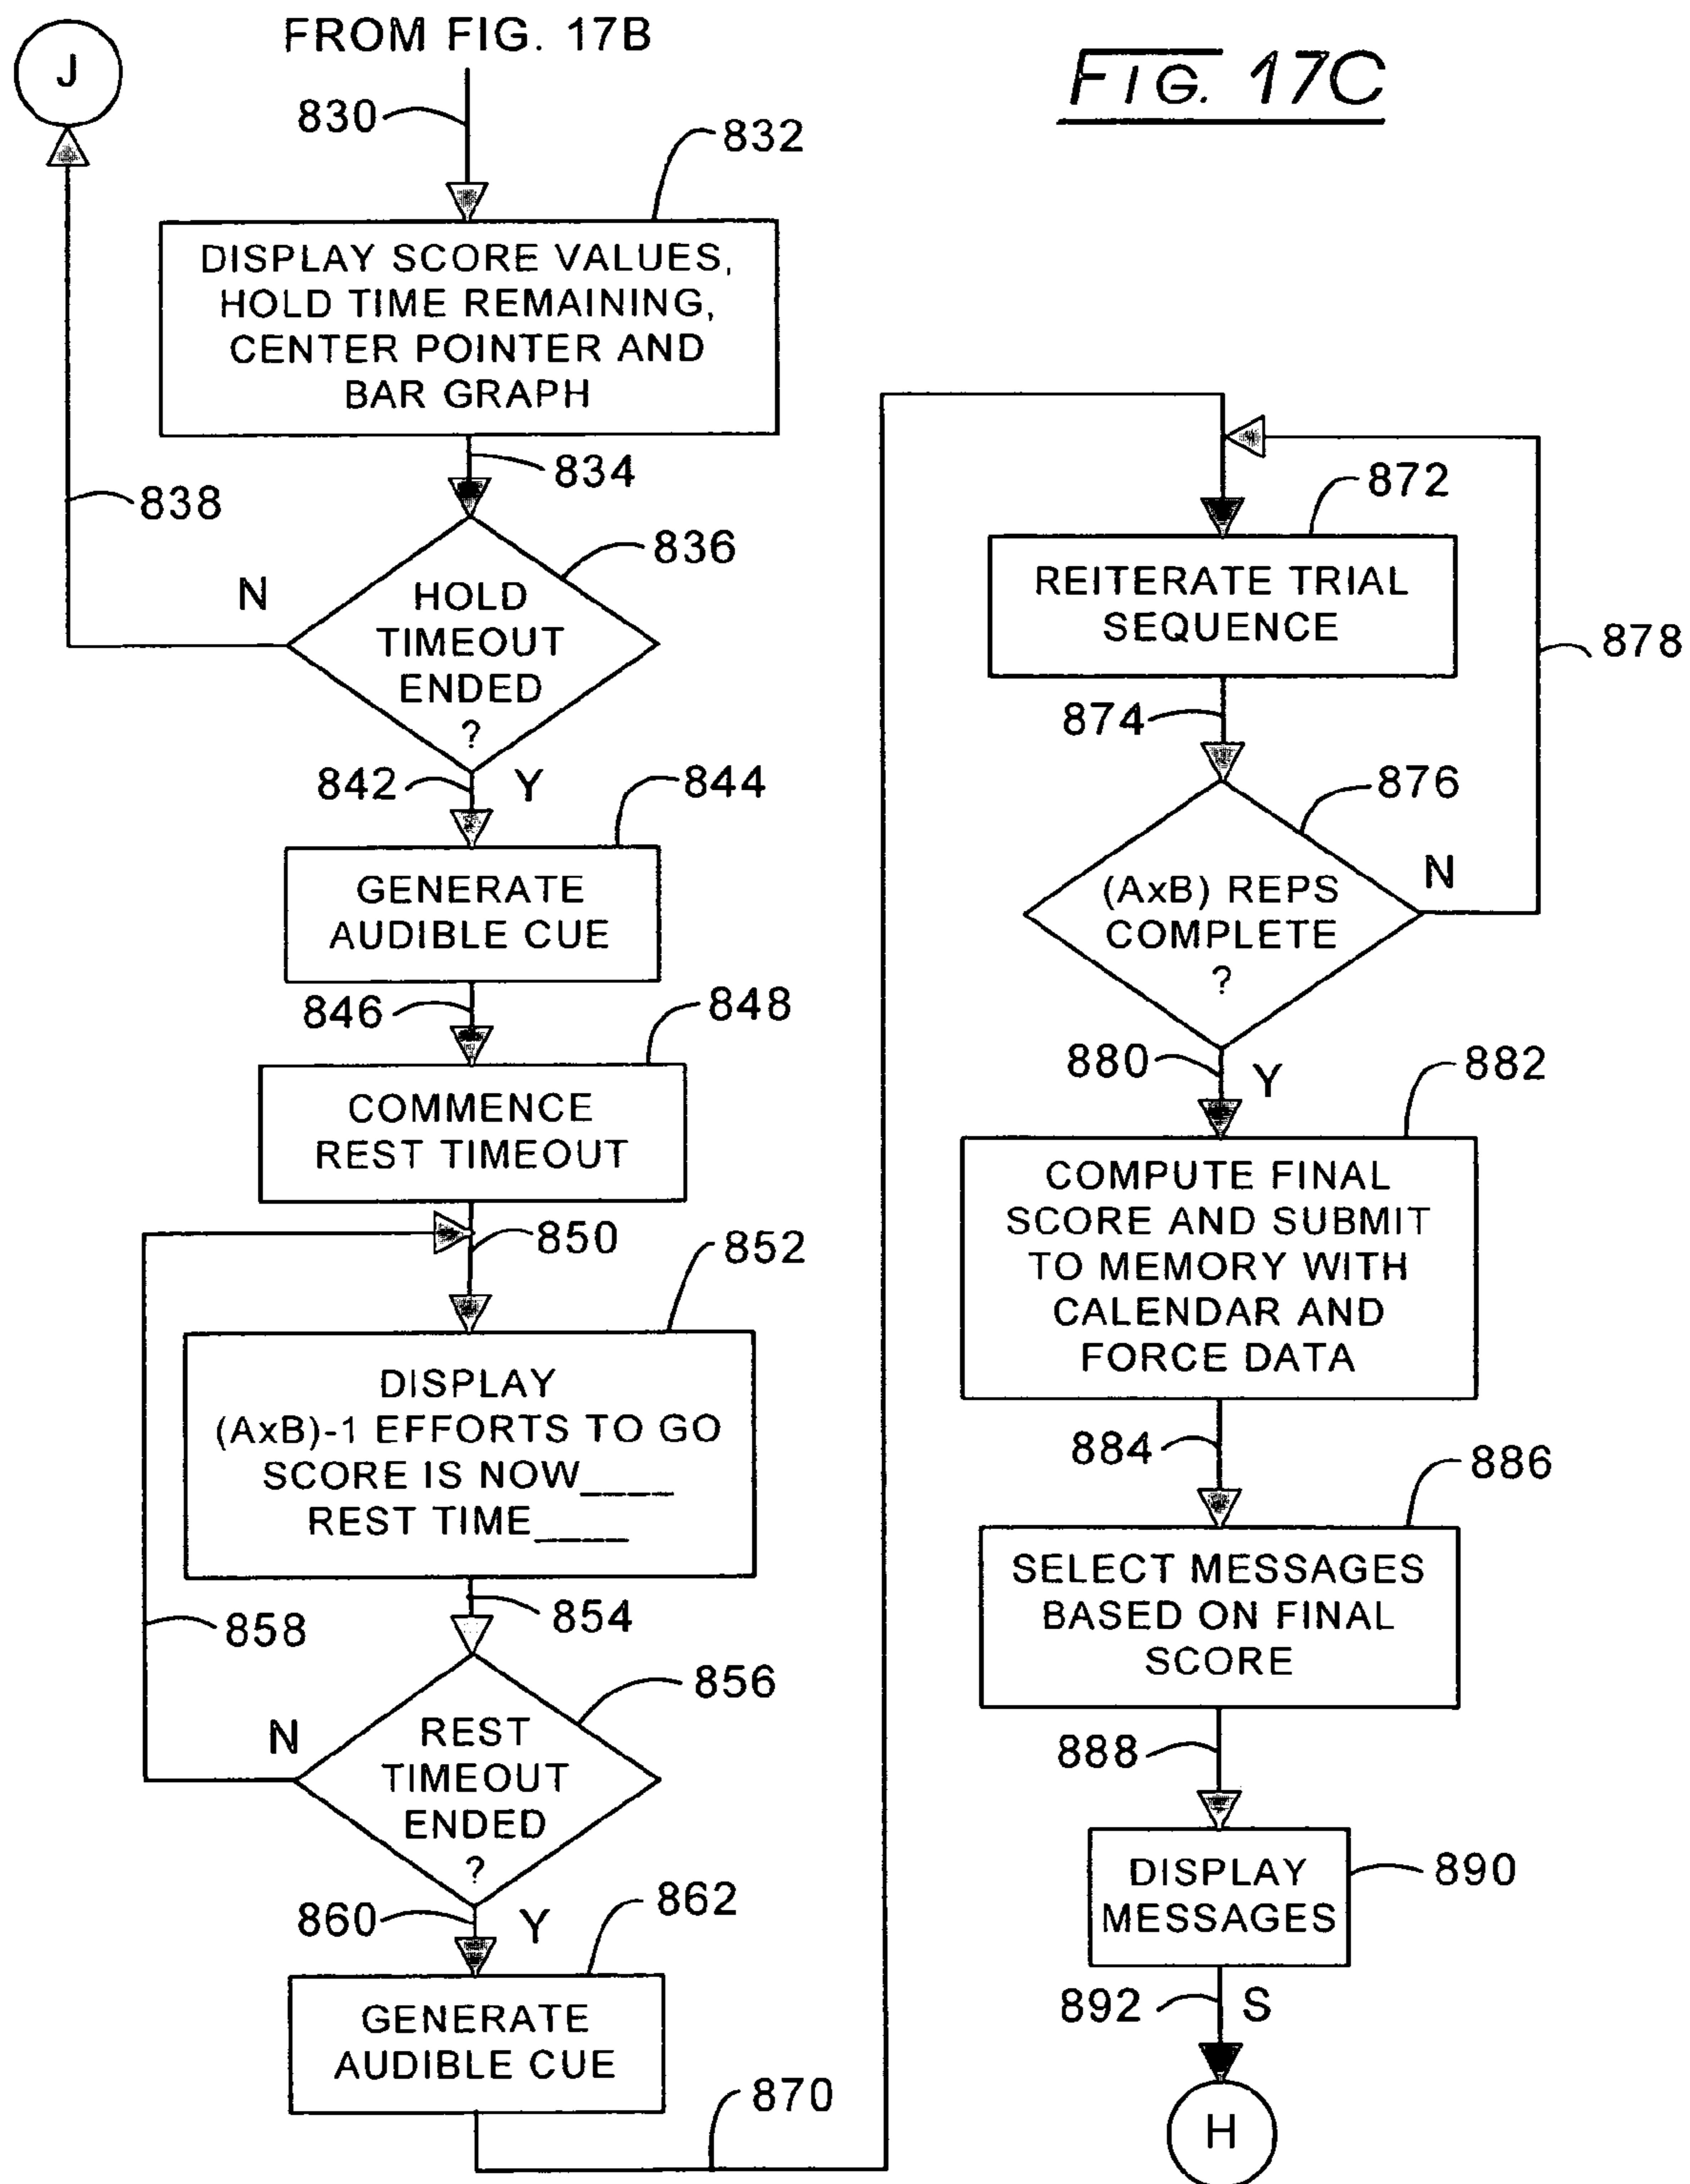 J
FROM FIG. 17B
FIG. 17C
830
832
DISPLAY SCORE VALUES,
HOLD TIME REMAINING,
CENTER POINTER AND
BAR GRAPH
834
838
836
N
HOLD
TIMEOUT
ENDED
?
842
Y
844
GENERATE
AUDIBLE CUE
846
848
COMMENCE
REST TIMEOUT
850
852
DISPLAY
(AxB)-1 EFFORTS TO GO
SCORE IS NOW____
REST TIME____
854
858
856
N
REST
TIMEOUT
ENDED
?
860
Y
862
GENERATE
AUDIBLE CUE
870
872
REITERATE TRIAL
SEQUENCE
878
874
876
N
(AxB) REPS
COMPLETE
?
880
Y
882
COMPUTE FINAL
SCORE AND SUBMIT
TO MEMORY WITH
CALENDAR AND
FORCE DATA
884
886
SELECT MESSAGES
BASED ON FINAL
SCORE
888
890
DISPLAY
MESSAGES
892
S
H